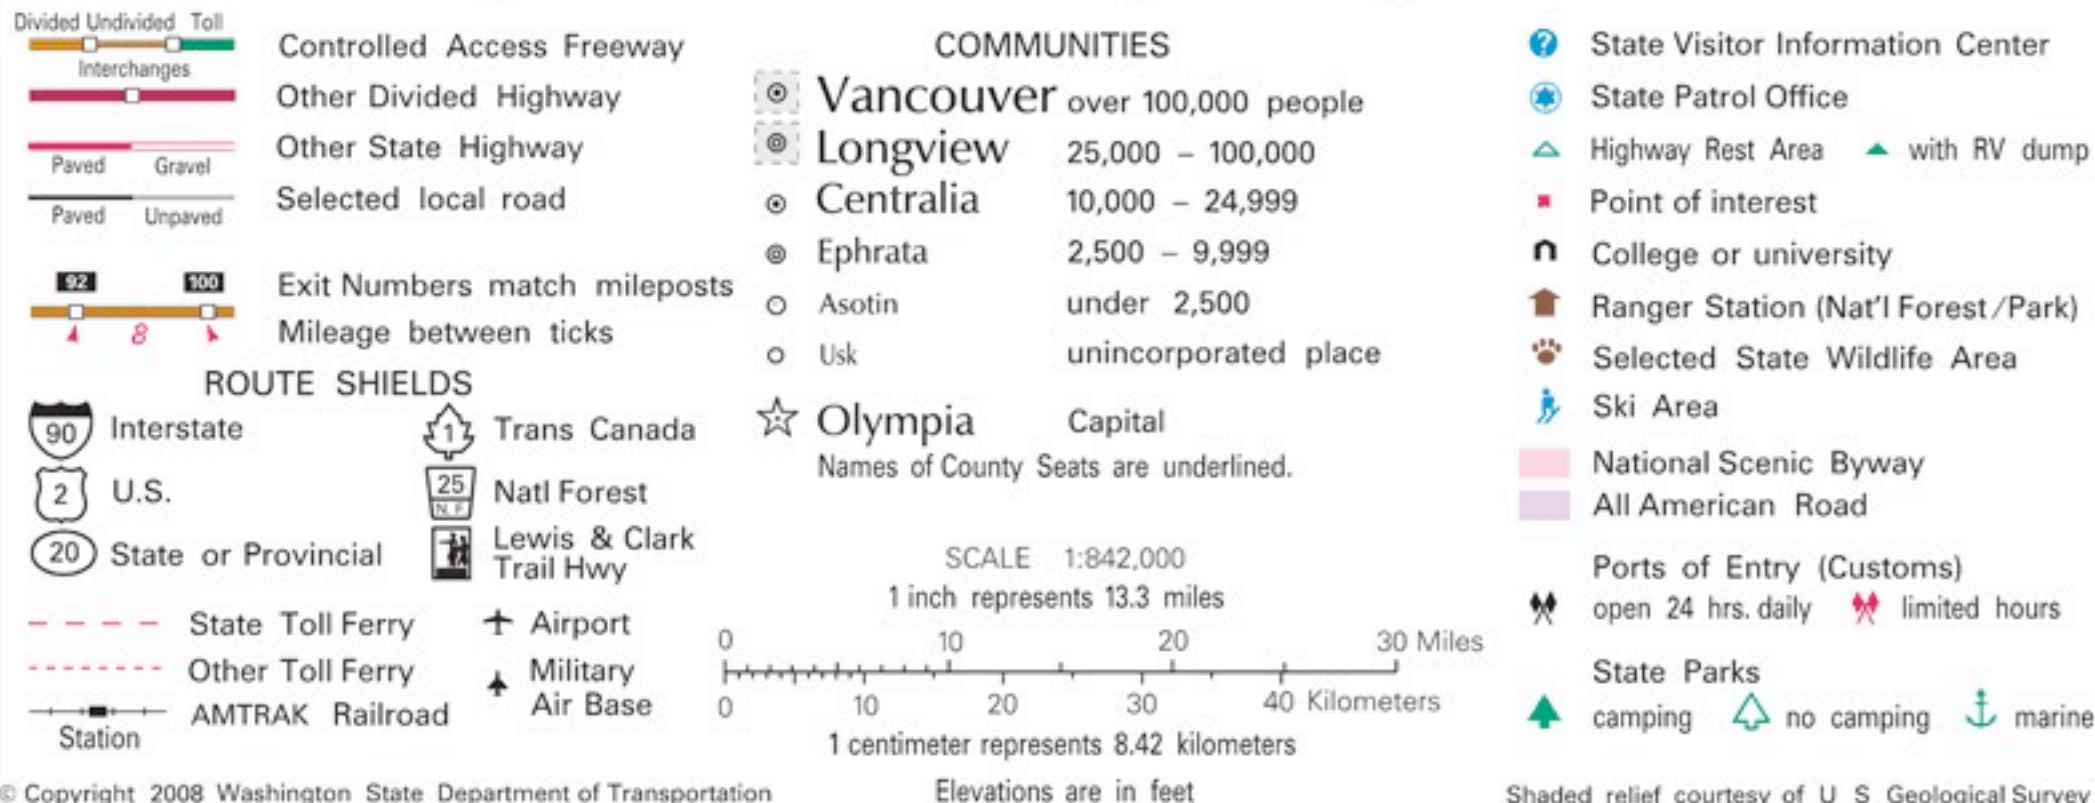 Divided Undivided Toll
Controlled Access Freeway
Interchanges
Other Divided Highway
Other State Highway
Paved Gravel
Selected local road
Paved Unpaved
92 100
Exit Numbers match mileposts
8
Mileage between ticks
ROUTE SHIELDS
90 Interstate
1 Trans Canada
2 U.S.
25 N. F. Natl Forest
20 State or Provincial
Lewis & Clark
Trail Hwy
State Toll Ferry
Airport
Other Toll Ferry
Military
Air Base
AMTRAK Railroad
Station
© Copyright 2008 Washington State Department of Transportation
COMMUNITIES
Vancouver over 100,000 people
Longview 25,000 – 100,000
Centralia 10,000 – 24,999
Ephrata 2,500 – 9,999
Asotin under 2,500
Usk unincorporated place
Olympia Capital
Names of County Seats are underlined.
SCALE 1:842,000
1 inch represents 13.3 miles
0 10 20 30 Miles
0 10 20 30 40 Kilometers
1 centimeter represents 8.42 kilometers
Elevations are in feet
? State Visitor Information Center
State Patrol Office
Highway Rest Area with RV dump
Point of interest
College or university
Ranger Station (Nat'l Forest/Park)
Selected State Wildlife Area
Ski Area
National Scenic Byway
All American Road
Ports of Entry (Customs)
open 24 hrs. daily limited hours
State Parks
camping no camping marine
Shaded relief courtesy of U S Geological Survey